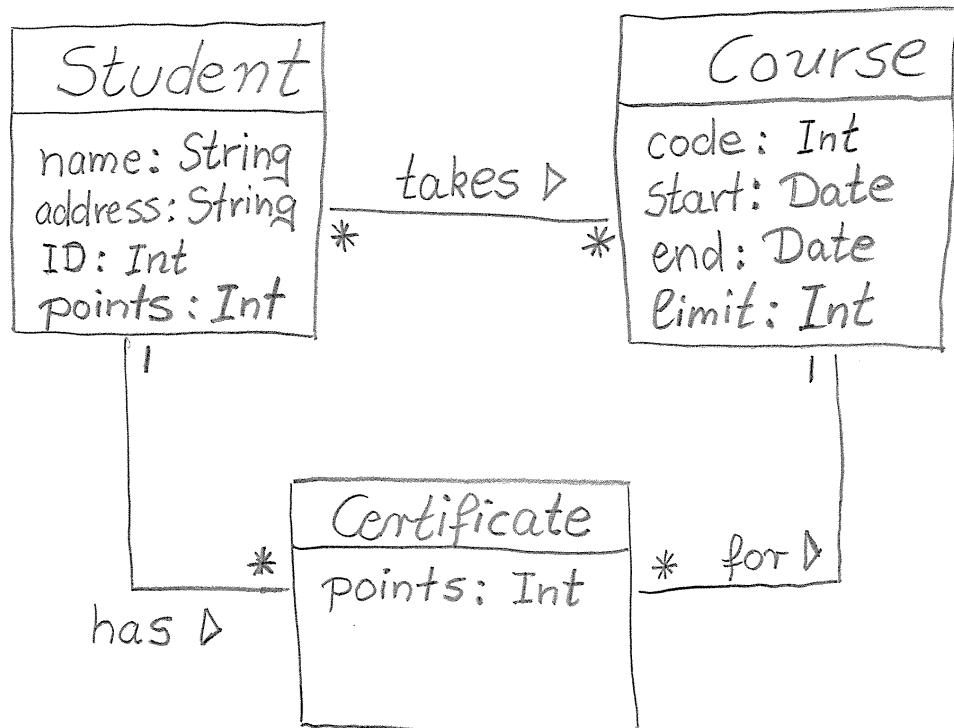 Student
name: String
address: String
ID: Int
points: Int
takes ▷
*
*
Course
code: Int
start: Date
end: Date
limit: Int
1
1
Certificate
points: Int
*
has ▷
*
for ▷